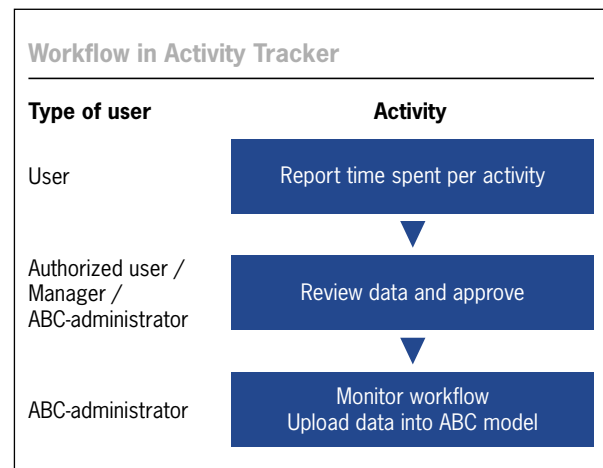 Workflow in Activity Tracker
Type of user
Activity
User
Report time spent per activity
Authorized user /
Manager /
ABC-administrator
Review data and approve
ABC-administrator
Monitor workflow
Upload data into ABC model